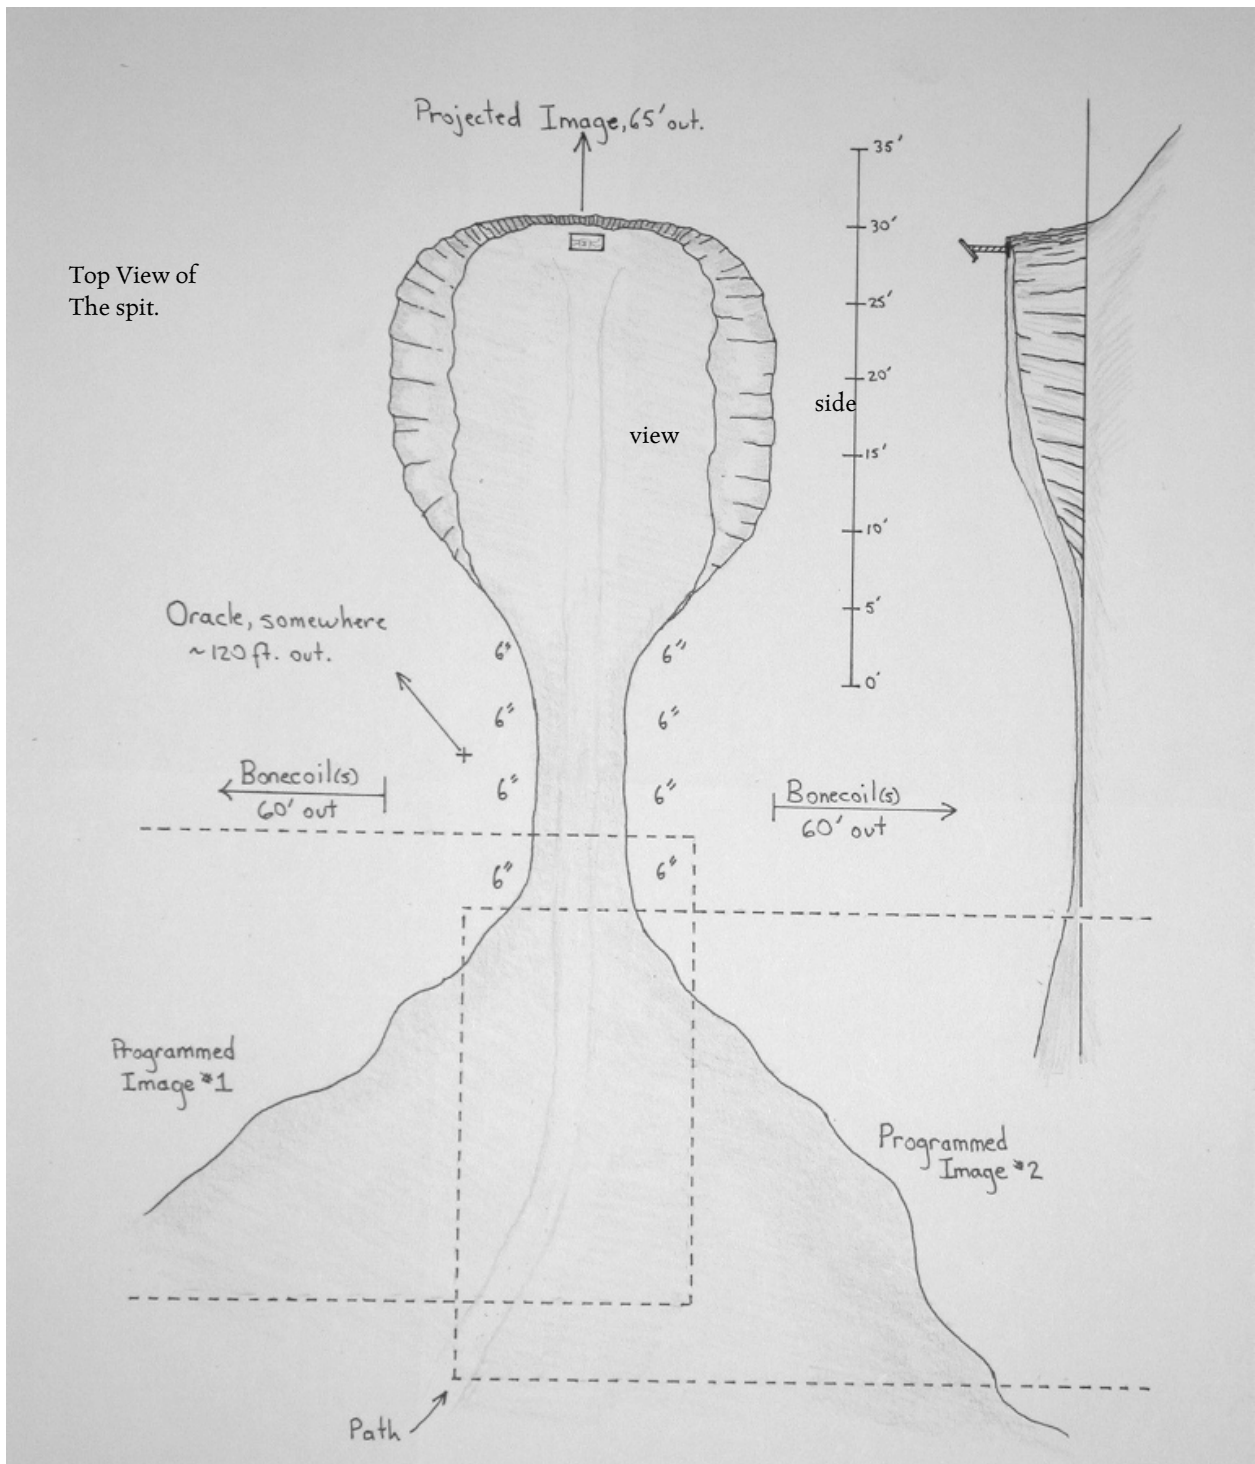 Projected Image, 65' out.
35'
30'
Top View of
The spit.
25'
20'
side
view
15'
10'
5'
Oracle, somewhere
~120 ft. out.
6"
6"
0'
6"
6"
Bonecoil(s)
60' out
6"
6"
Bonecoil(s)
60' out
6"
6"
Programmed
Image #1
Programmed
Image #2
Path